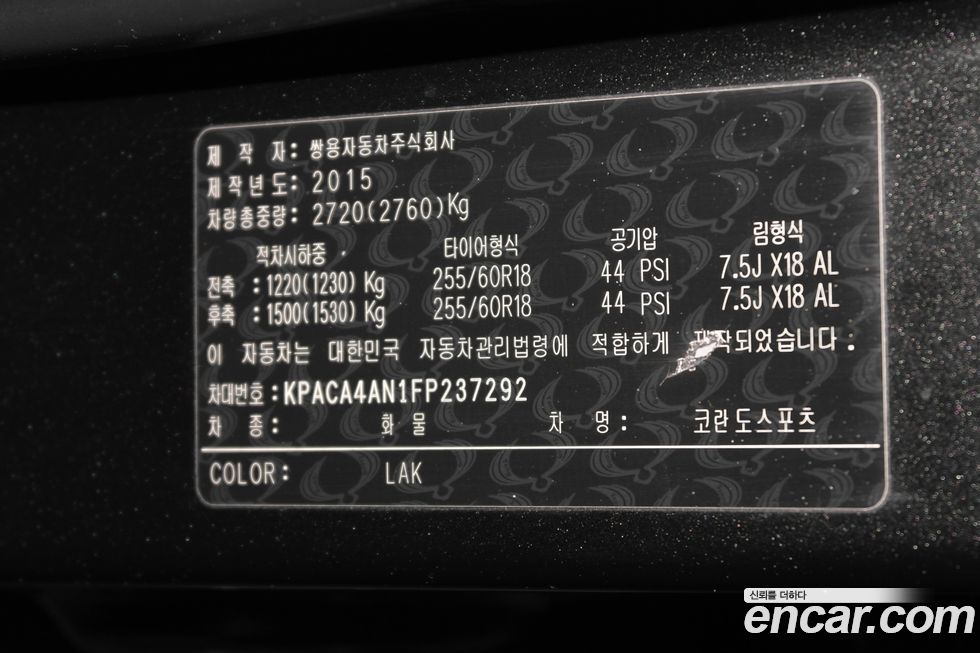 제 작 자: 쌍용자동차주식회사
제작년도: 2015
차량총중량: 2720(2760)Kg
적차시하중 타이어형식 공기압 림형식
전축 : 1220(1230) Kg 255/60R18 44 PSI 7.5J X18 AL
후축 : 1500(1530) Kg 255/60R18 44 PSI 7.5J X18 AL
이 자동차는 대한민국 자동차관리법령에 적합하게 제작되었습니다.
차대번호 : KPACA4AN1FP237292
차 종: 화 물 차 명: 코란도스포츠
COLOR: LAK
신뢰를 더하다
encar.com